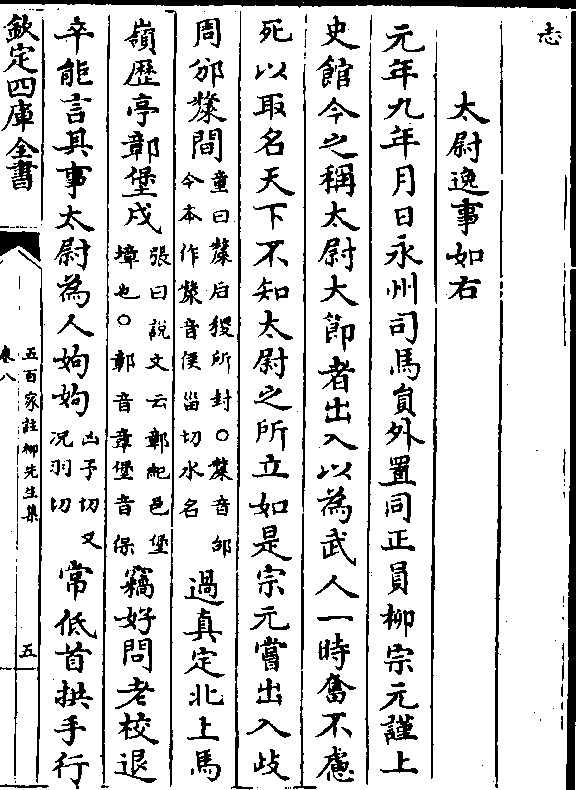 志
太尉逸事如右
元年九年月日永州司馬員外置同正員柳宗元謹上
史館今之稱太尉大節者出入以為武人一時奮不慮
死以取名天下不知太尉之所立如是宗元嘗出入歧
周邠斄間童曰斄后稷所封○斄音邰今本作漦音俟甾切水名過真定北上馬
嶺歷亭鄣堡戍張曰說文云鄣紀邑堡墇也○鄣音章堡音保竊好問老校退
卒能言其事太尉為人姁姁凶于切又况羽切常低首拱手行
欽定四庫全書
五百家註柳先生集
卷八
五